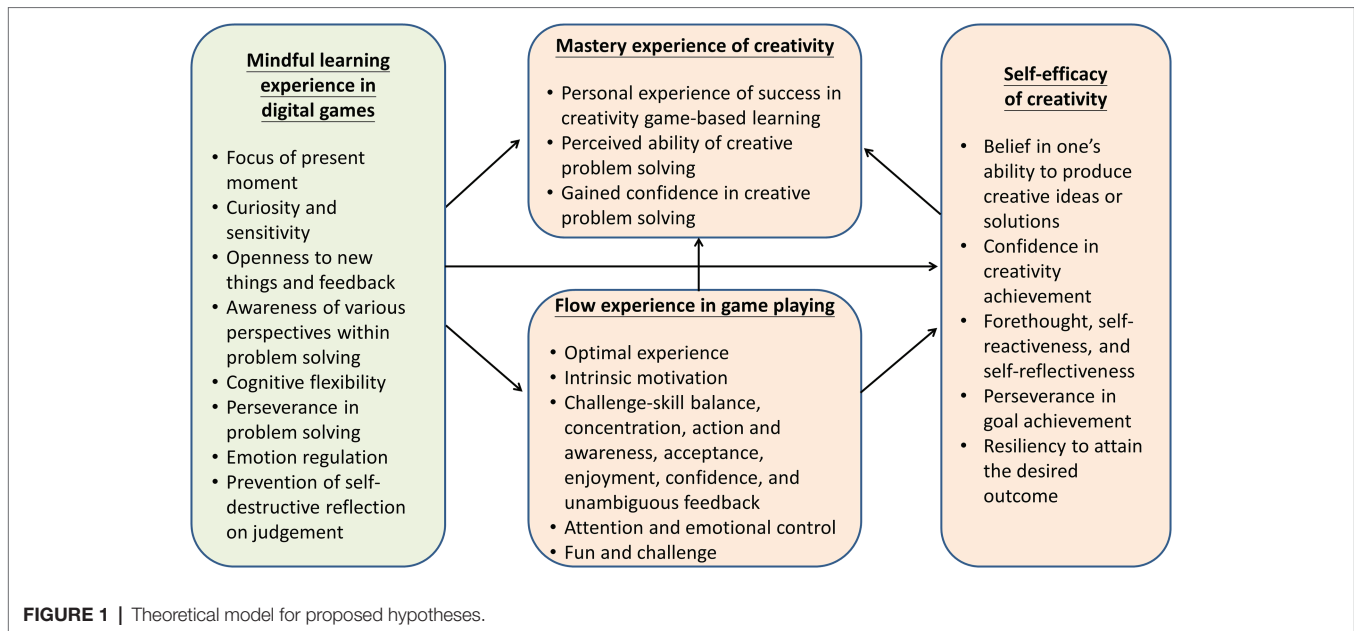 Mindful learning
experience in
digital games
• Focus of present
moment
• Curiosity and
sensitivity
• Openness to new
things and feedback
• Awareness of various
perspectives within
problem solving
• Cognitive flexibility
• Perseverance in
problem solving
• Emotion regulation
• Prevention of self-
destructive reflection
on judgement
Mastery experience of creativity
• Personal experience of success in
creativity game-based learning
• Perceived ability of creative
problem solving
• Gained confidence in creative
problem solving
Flow experience in game playing
• Optimal experience
• Intrinsic motivation
• Challenge-skill balance,
concentration, action and
awareness, acceptance,
enjoyment, confidence, and
unambiguous feedback
• Attention and emotional control
• Fun and challenge
Self-efficacy
of creativity
• Belief in one’s
ability to produce
creative ideas or
solutions
• Confidence in
creativity
achievement
• Forethought, self-
reactiveness, and
self-reflectiveness
• Perseverance in
goal achievement
• Resiliency to attain
the desired
outcome
FIGURE 1 | Theoretical model for proposed hypotheses.